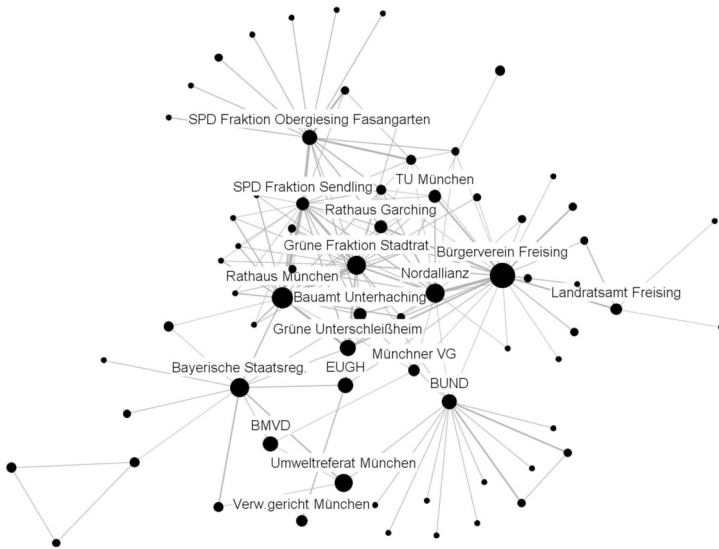 SPD Fraktion Obergiesing Fasangarten
TU München
SPD Fraktion Sendling
Rathaus Garching
Grüne Fraktion Stadtrat
Bürgerverein Freising
Rathaus München
Nordallianz
Landratsamt Freising
Bauamt Unterhaching
Grüne Unterschleißheim
Münchner VG
Bayerische Staatsreg.
EUGH
BUND
BMVD
Umweltreferat München
Verw.gericht München